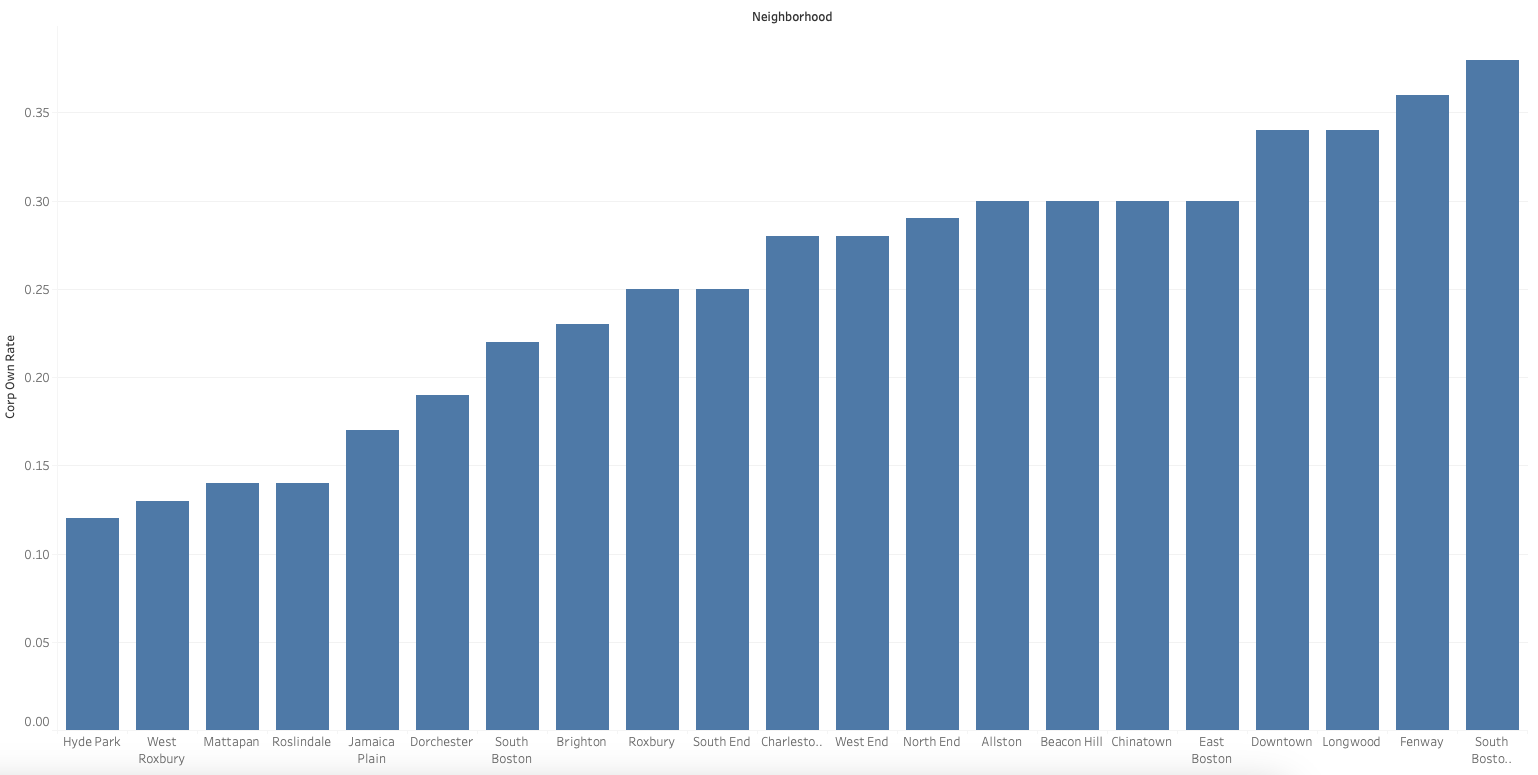 Neighborhood
0.35
0.30
0.25
0.20
0.15
0.10
0.05
0.00
Corp Own Rate
Hyde Park
West
Roxbury
Mattapan
Roslindale
Jamaica
Plain
Dorchester
South
Boston
Brighton
Roxbury
South End
Charlesto..
West End
North End
Allston
Beacon Hill
Chinatown
East
Boston
Downtown
Longwood
Fenway
South
Bosto..